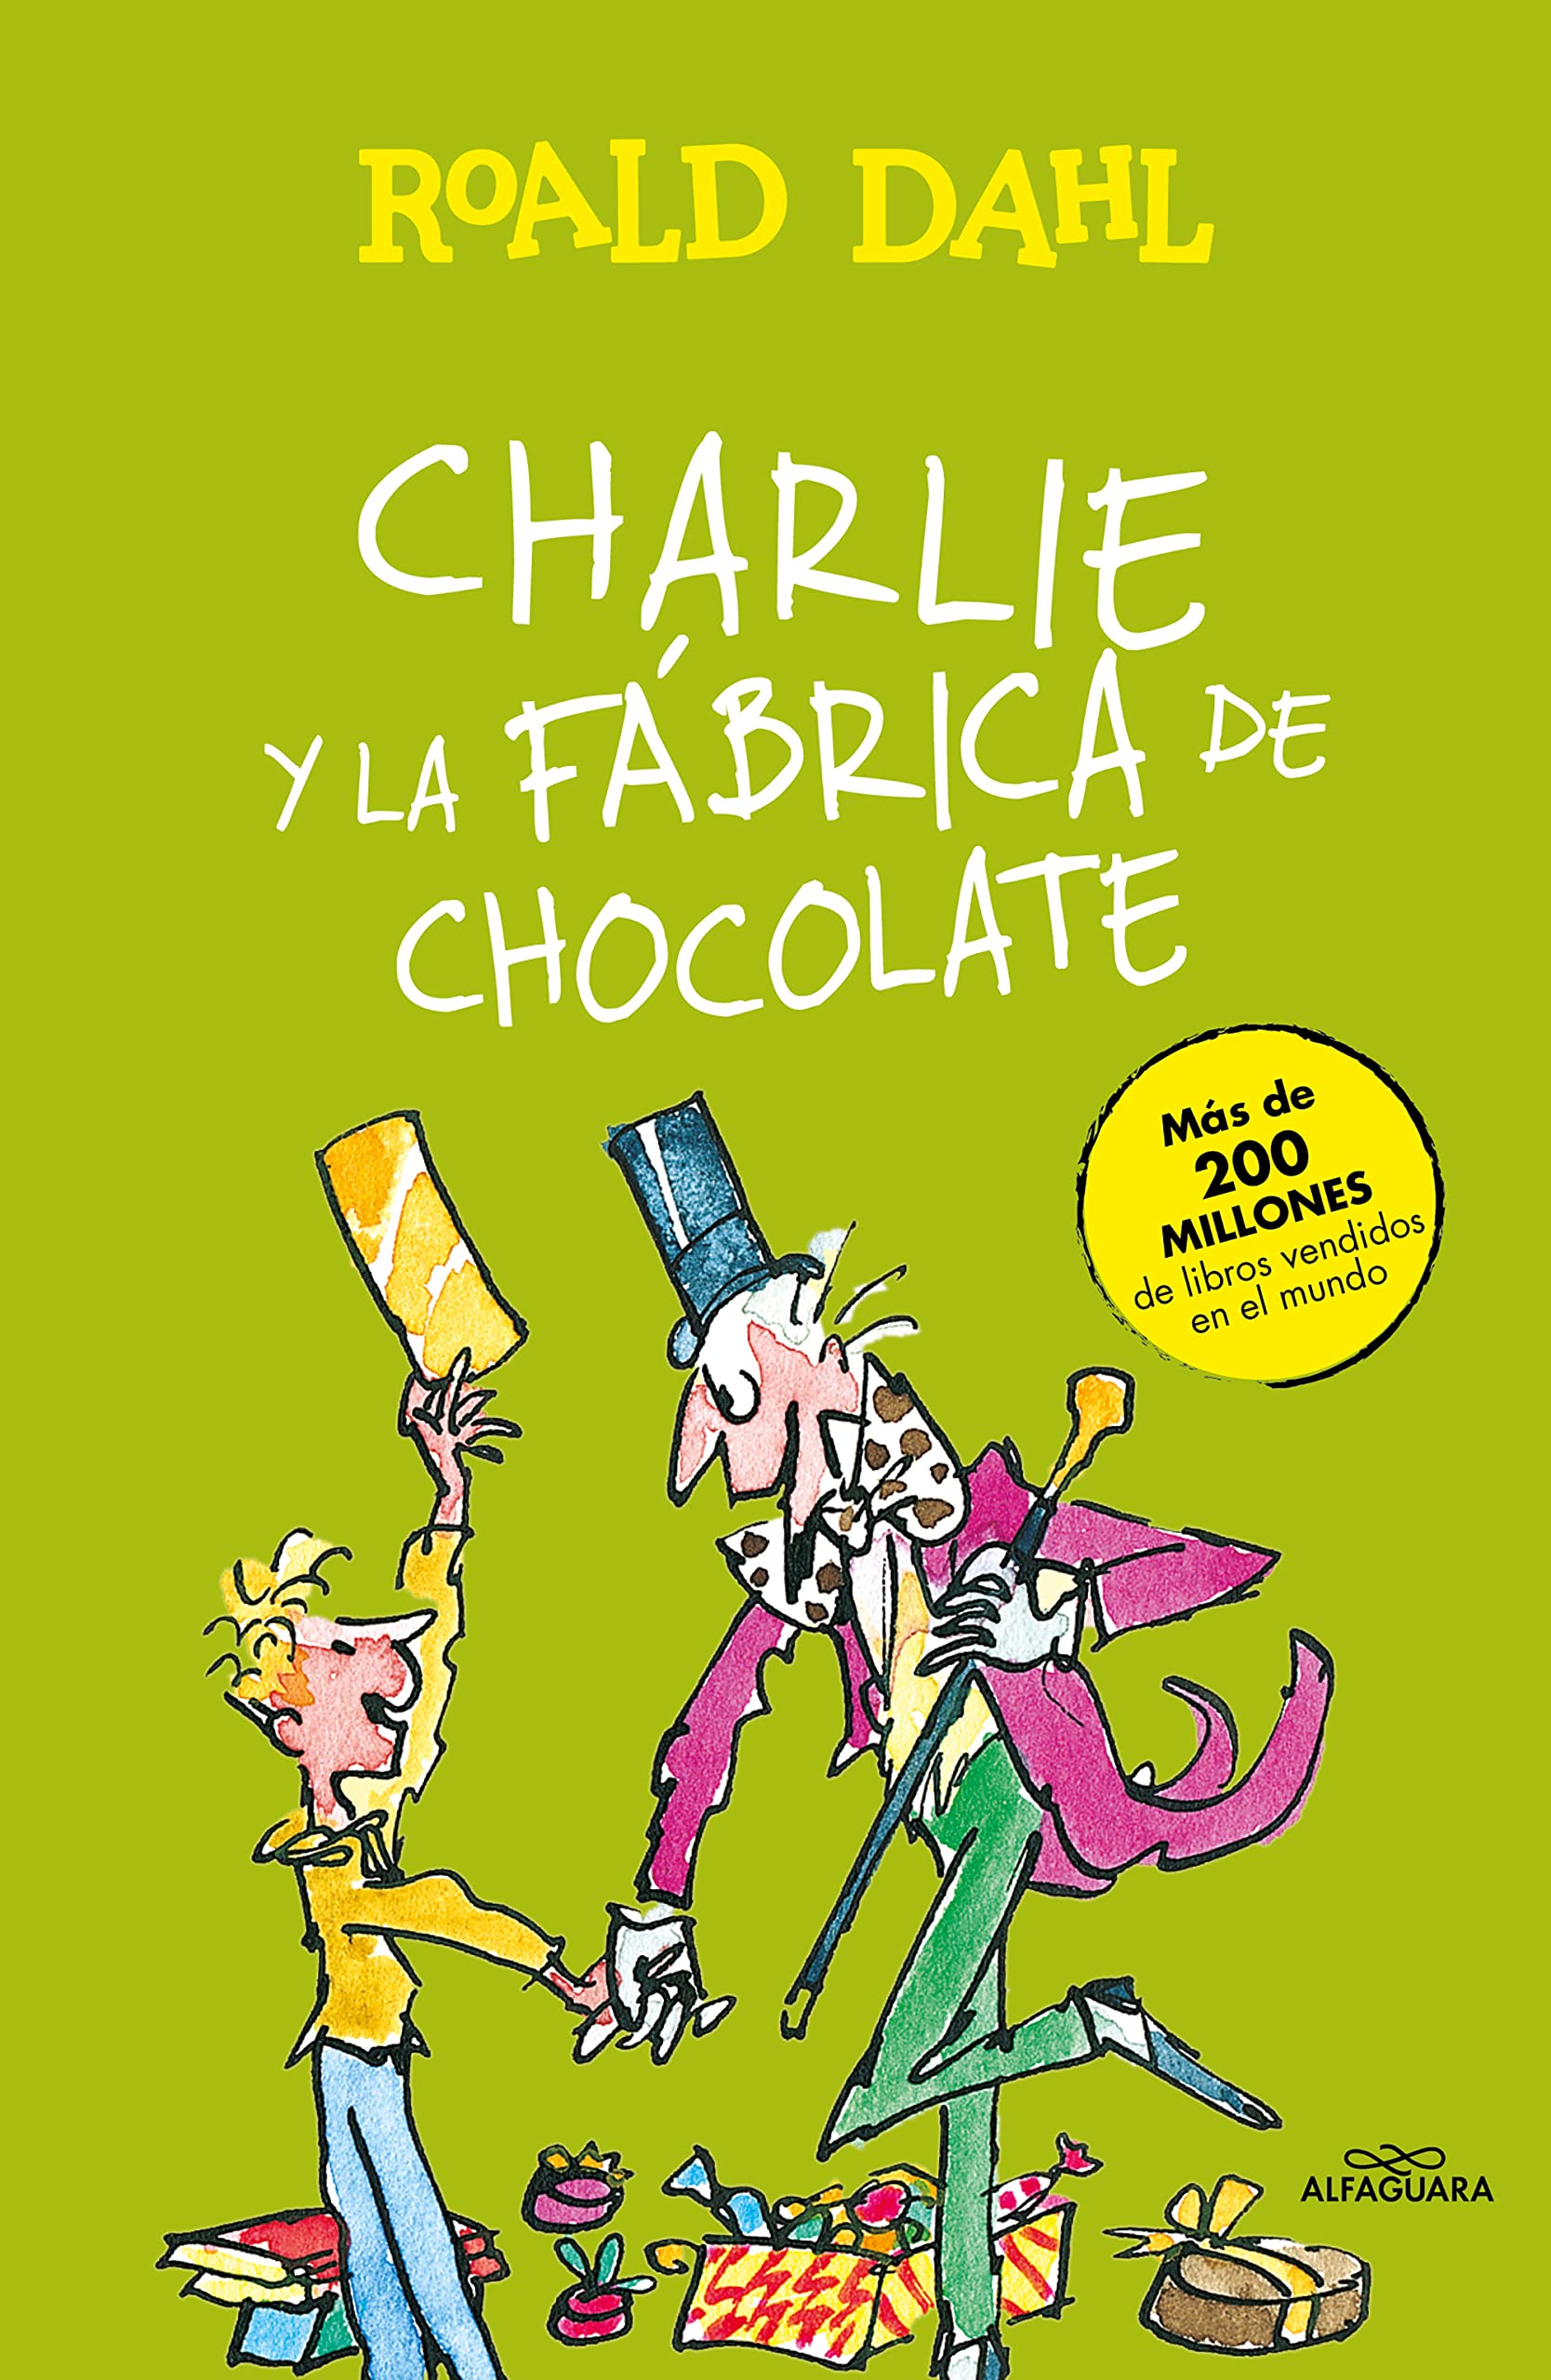 ROALD DAHL
CHARLIE
Y LA FÁBRICA DE
CHOCOLATE
Más de
200
MILLONES
de libros vendidos
en el mundo
ALFAGUARA